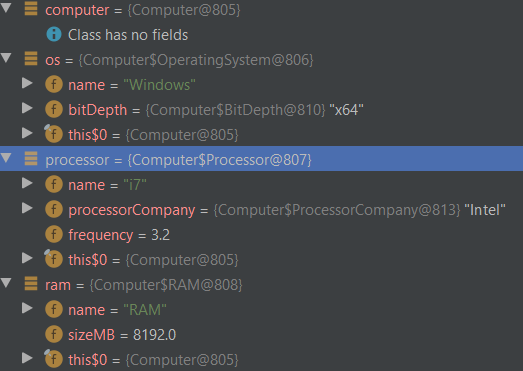 computer = {Computer@805}
Class has no fields
os = {Computer$OperatingSystem@806}
f name = "Windows"
f bitDepth = {Computer$BitDepth@810} "x64"
f this$0 = {Computer@805}
processor = {Computer$Processor@807}
f name = "i7"
f processorCompany = {Computer$ProcessorCompany@813} "Intel"
f frequency = 3.2
f this$0 = {Computer@805}
ram = {Computer$RAM@808}
f name = "RAM"
f sizeMB = 8192.0
f this$0 = {Computer@805}